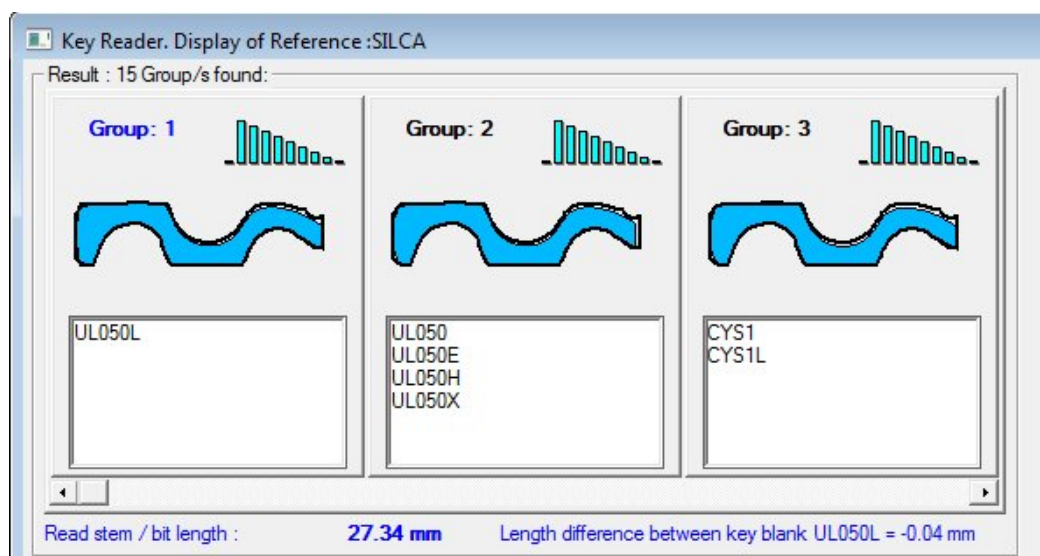 Key Reader. Display of Reference :SILCA
Result : 15 Group/s found:
Group: 1
UL050L
Group: 2
UL050
UL050E
UL050H
UL050X
Group: 3
CYS1
CYS1L
Read stem / bit length : 27.34 mm Length difference between key blank UL050L = -0.04 mm